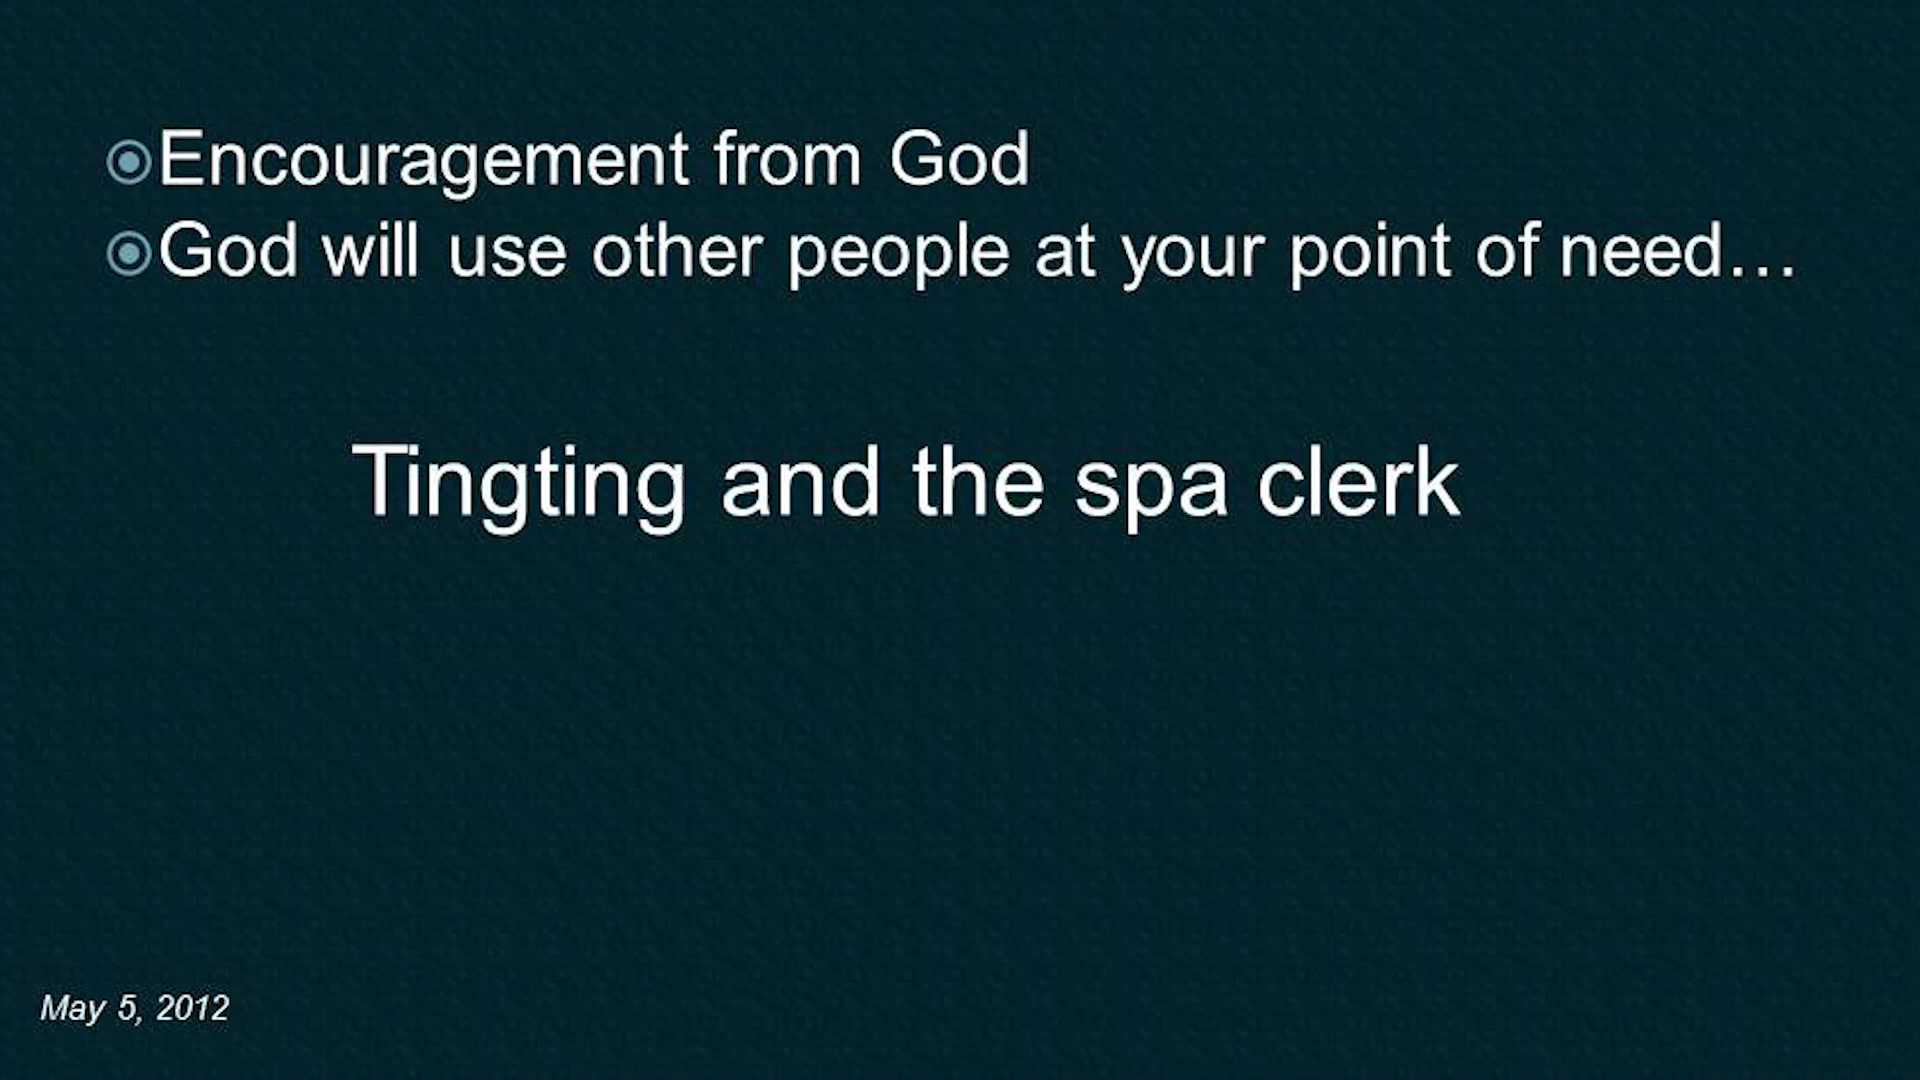 Encouragement from God
God will use other people at your point of need...
Tingting and the spa clerk
May 5, 2012